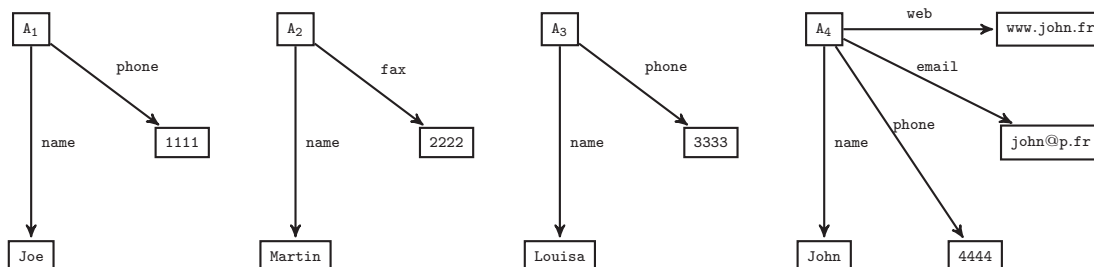 A₁
phone
1111
name
Joe
A₂
fax
2222
name
Martin
A₃
phone
3333
name
Louisa
A₄
web
www.john.fr
email
john@p.fr
phone
name
John
4444